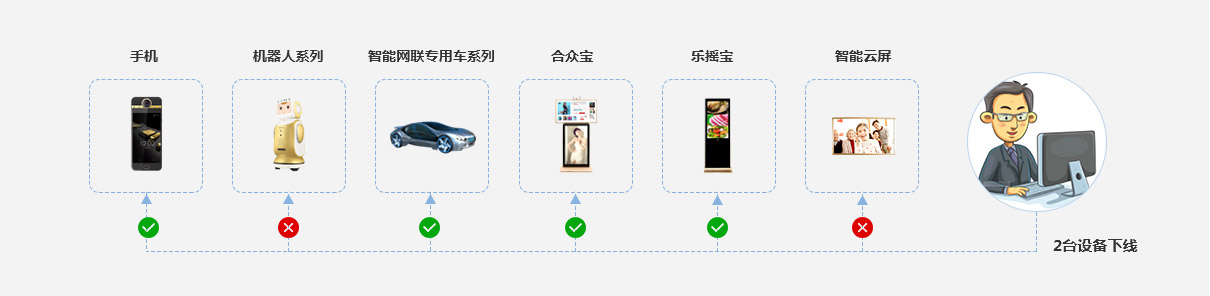 手机
机器人系列
智能网联专用车系列
合众宝
乐摇宝
智能云屏
2台设备下线